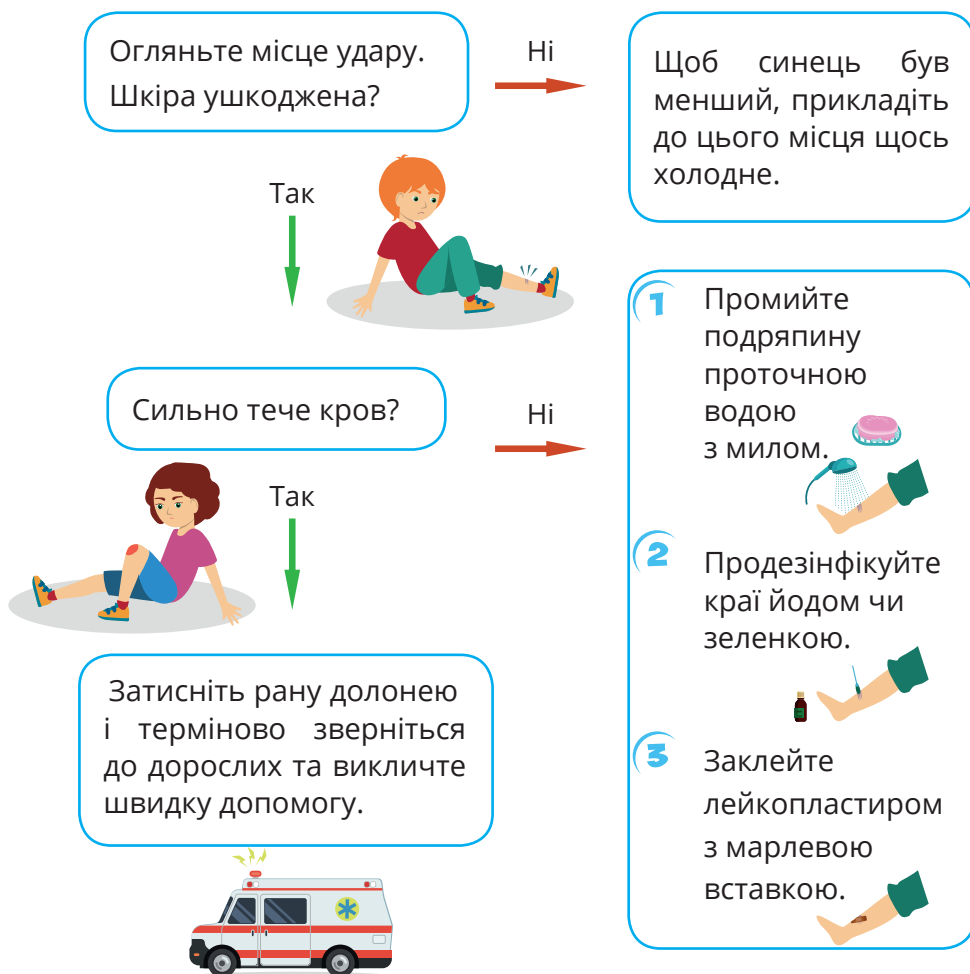 Огляньте місце удару.
Шкіра ушкоджена?
Ні
Щоб синець був
менший, прикладіть
до цього місця щось
холодне.
Так
Сильно тече кров?
Ні
1 Промийте
подряпину
проточною
водою
з милом.
2 Продезінфікуйте
краї йодом чи
зеленкою.
3 Заклейте
лейкопластиром
з марлевою
вставкою.
Так
Затисніть рану долонею
і терміново зверніться
до дорослих та викличте
швидку допомогу.